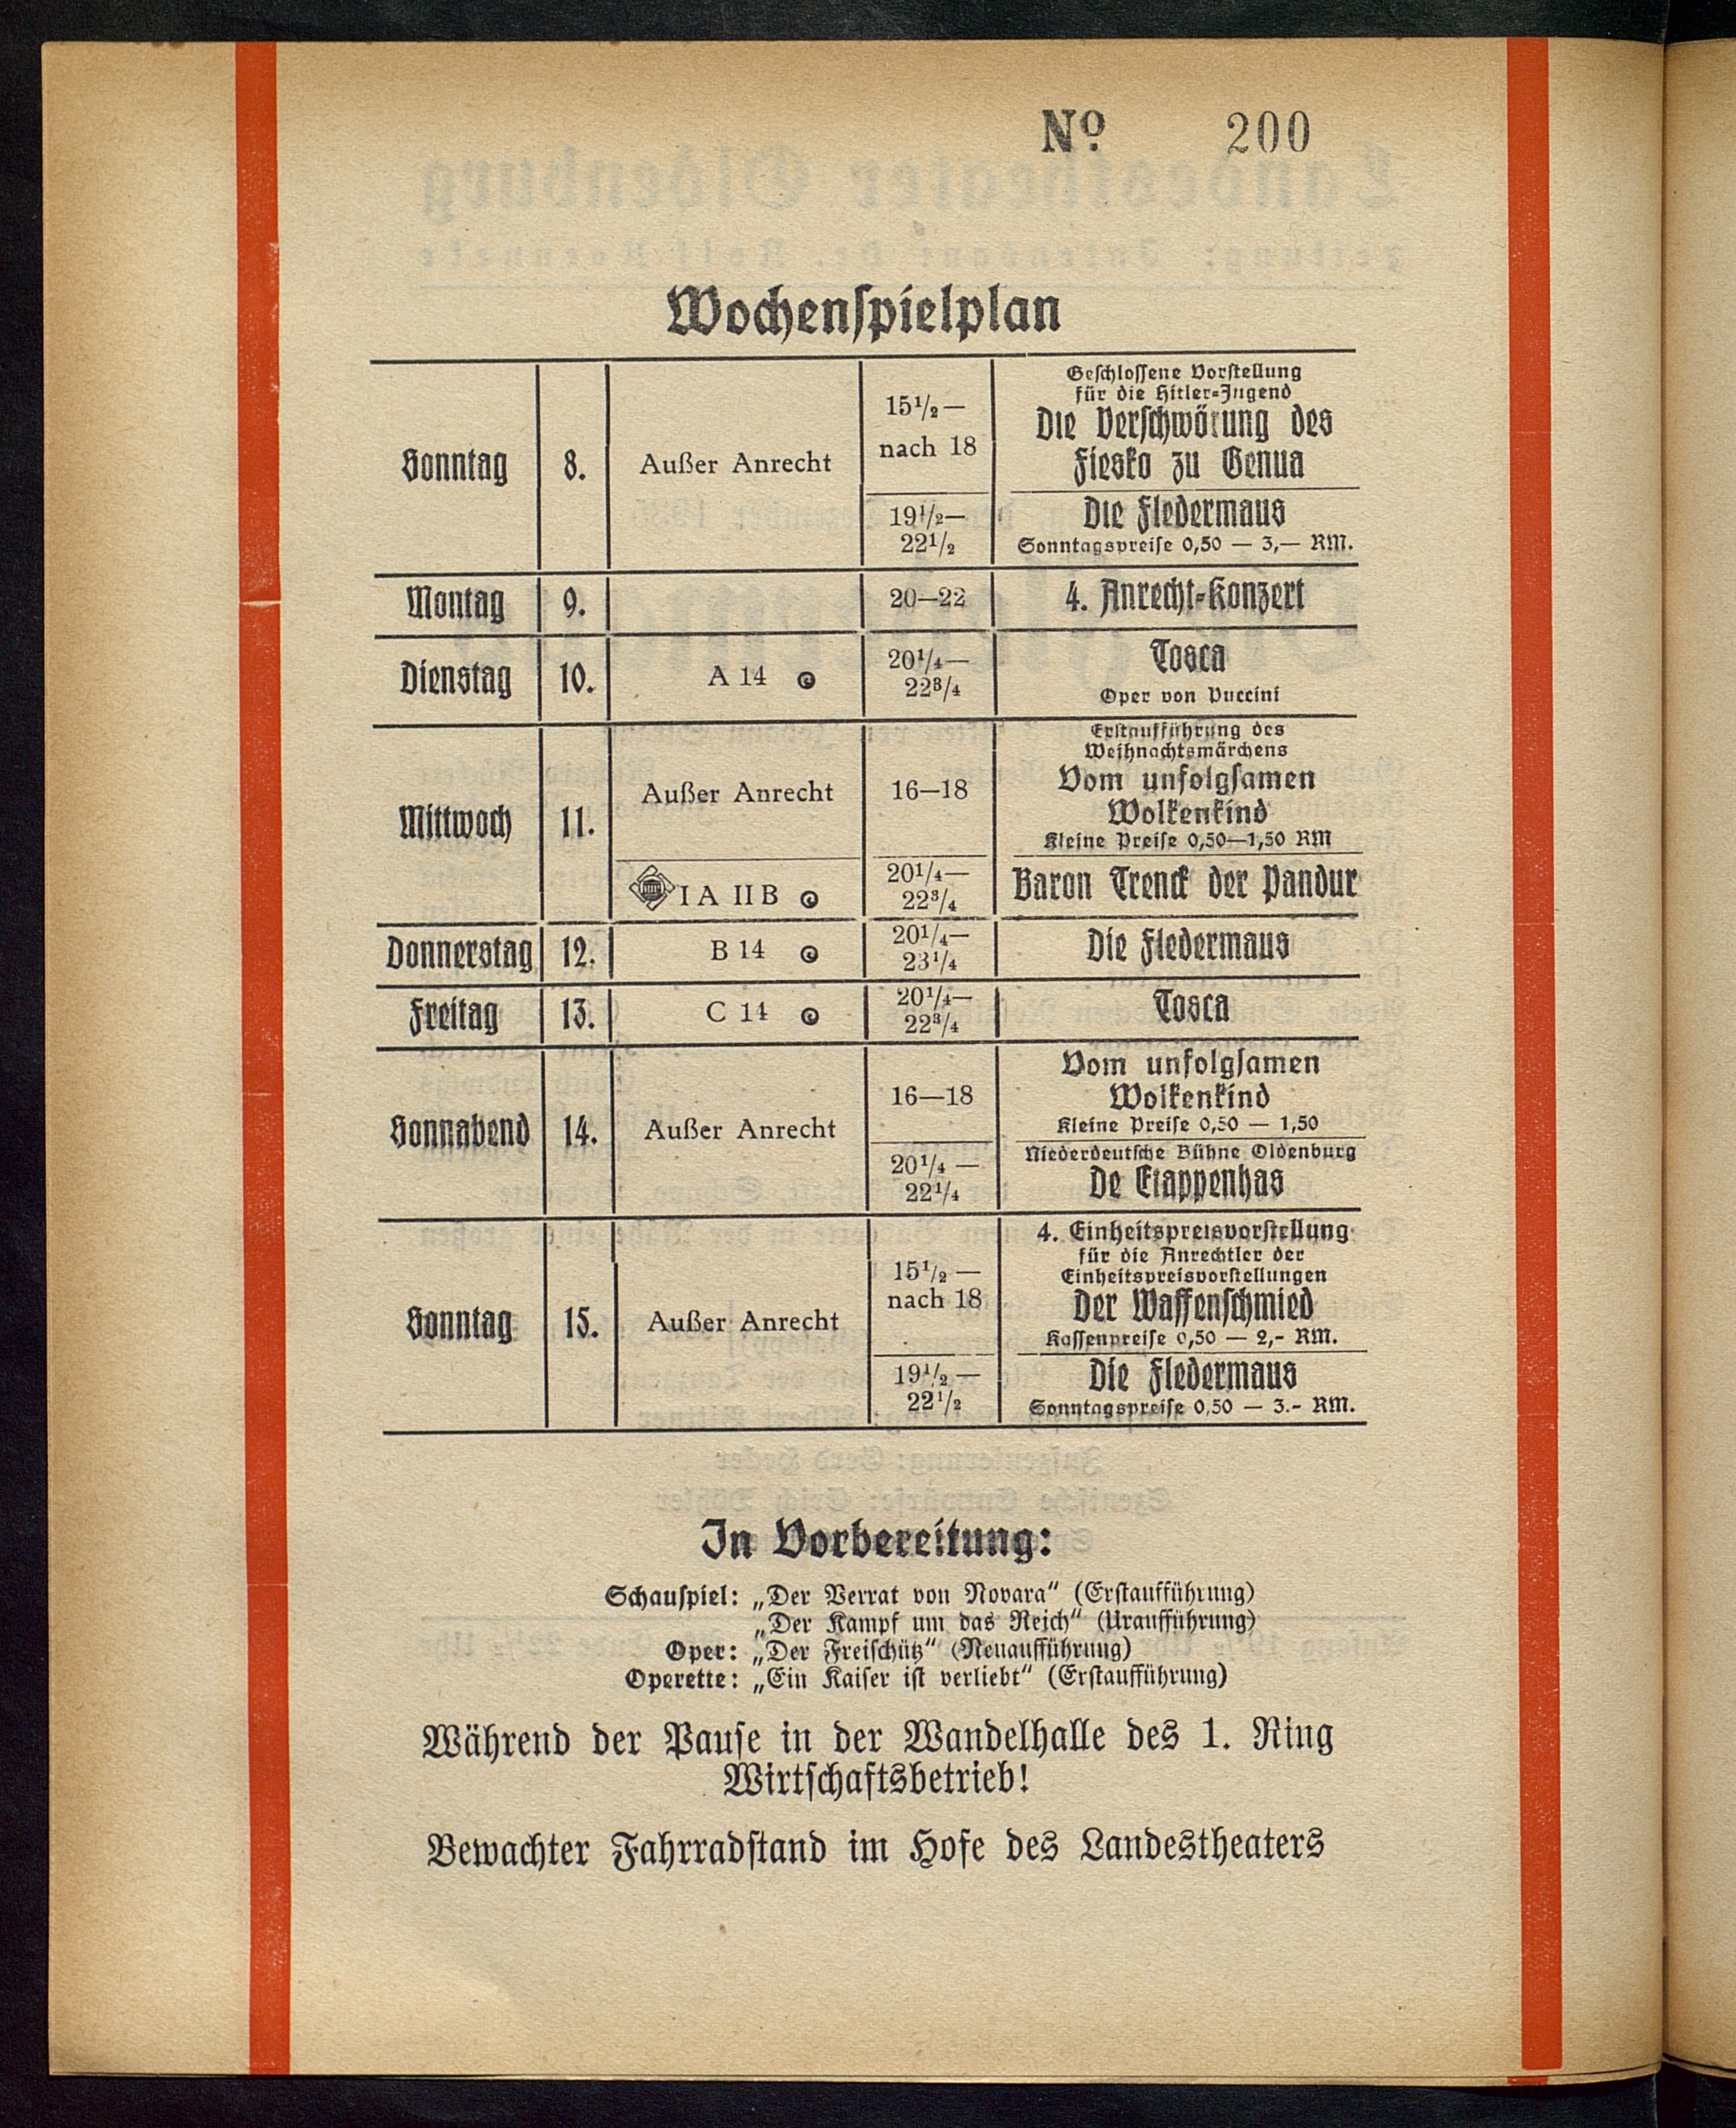 Nº 200
Wochenspielplan
Sonntag 8. Außer Anrecht
15½—
nach 18
Geschlossene Vorstellung
für die Hitler-Jugend
Die Verschwörung des
Fiesko zu Genua
19½—
22½
Die Fledermaus
Sonntagspreise 0,50 — 3,— RM.
Montag 9. 20—22 4. Anrecht-Konzert
Dienstag 10. A 14
20¼—
22¾
Tosca
Oper von Puccini
Mittwoch 11.
Außer Anrecht 16—18
Erstaufführung des
Weihnachtsmärchens
Vom unfolgsamen
Wolkenkind
Kleine Preise 0,50—1,50 RM
I A II B
20¼—
22¾
Baron Trenck der Pandur
Donnerstag 12. B 14
20¼—
23¼
Die Fledermaus
Freitag 13. C 14
20¼—
22¾
Tosca
Sonnabend 14. Außer Anrecht
16—18
Vom unfolgsamen
Wolkenkind
Kleine Preise 0,50 — 1,50
20¼ —
22¼
Niederdeutsche Bühne Oldenburg
De Etappenhas
Sonntag 15. Außer Anrecht
15½ —
nach 18
4. Einheitspreisvorstellung
für die Anrechtler der
Einheitspreisvorstellungen
Der Waffenschmied
Kassenpreise 0,50 — 2,- RM.
19½ —
22½
Die Fledermaus
Sonntagspreise 0,50 — 3.- RM.
In Vorbereitung:
Schauspiel: „Der Verrat von Novara“ (Erstaufführung)
„Der Kampf um das Reich“ (Uraufführung)
Oper: „Der Freischütz“ (Neuaufführung)
Operette: „Ein Kaiser ist verliebt“ (Erstaufführung)
Während der Pause in der Wandelhalle des 1. Ring
Wirtschaftsbetrieb!
Bewachter Fahrradstand im Hofe des Landestheaters